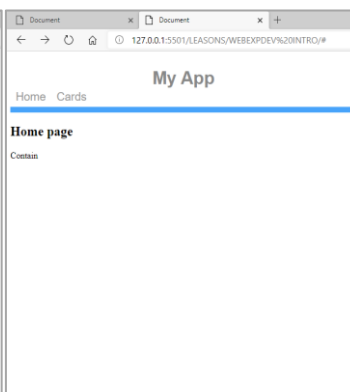 Document Document
127.0.0.1:5501/LEASONS/WEBEXPDEV%20INTRO/#
My App
Home Cards
Home page
Contain